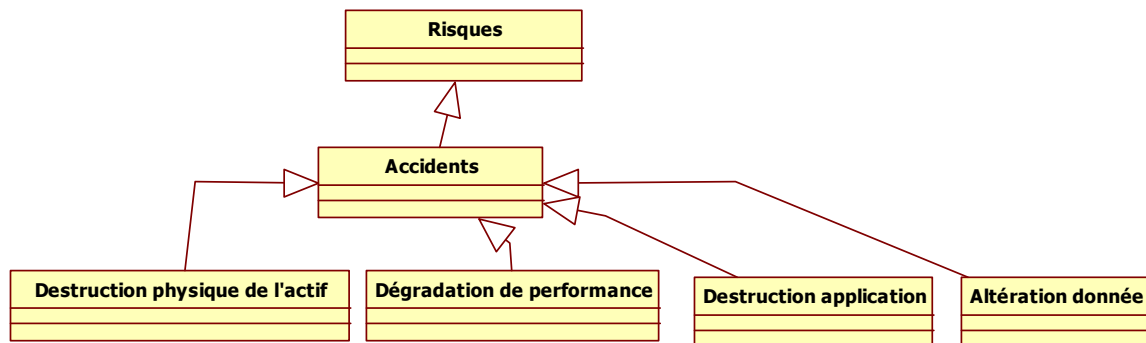 Risques
Accidents
Destruction physique de l'actif
Dégradation de performance
Destruction application
Altération donnée